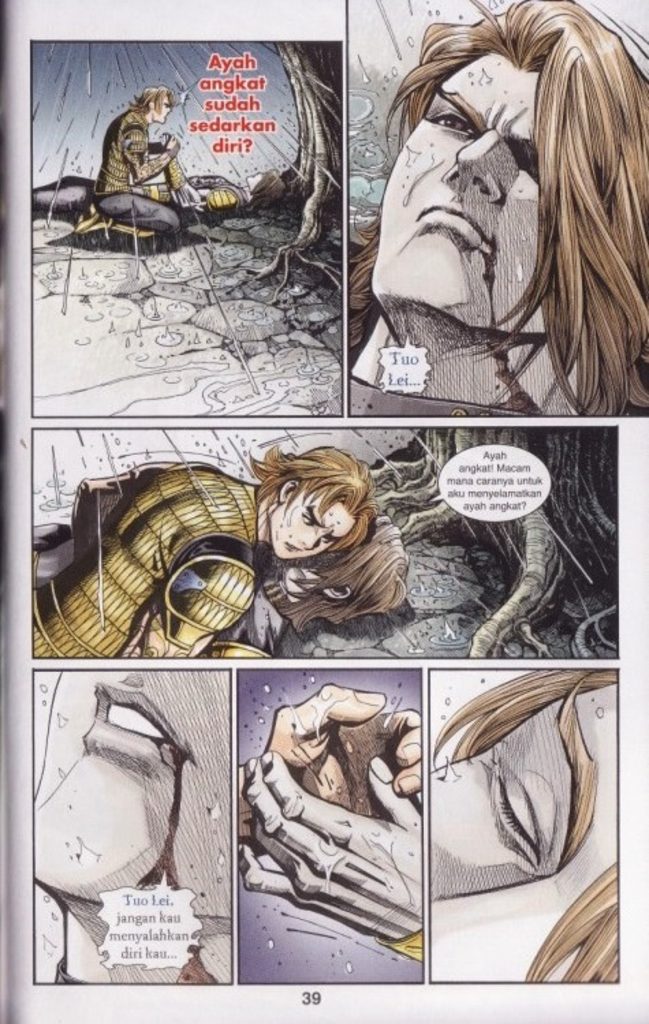 Ayah
angkat
sudah
sedarkan
diri?
Tuo
Lei...
Ayah
angkat! Macam
mana caranya untuk
aku menyelamatkan
ayah angkat?
Tuo Lei,
jangan kau
menyalahkan
diri kau...
39